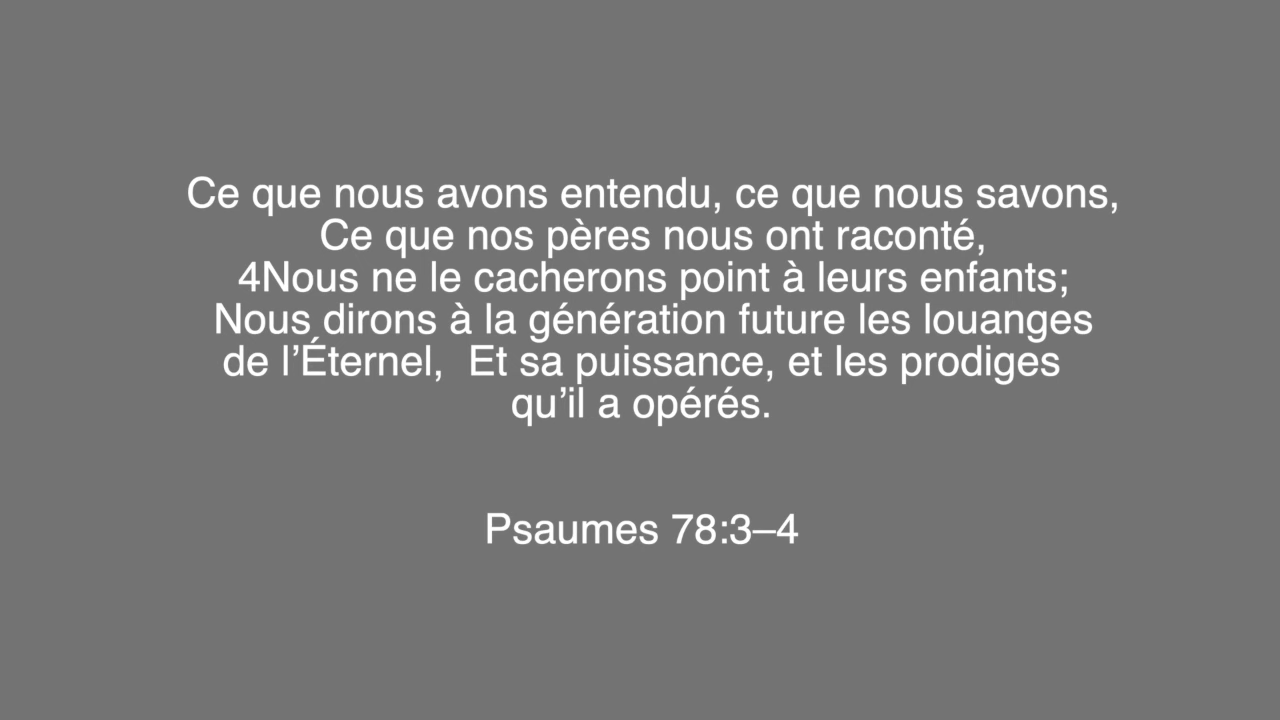 Ce que nous avons entendu, ce que nous savons,
Ce que nos pères nous ont raconté,
4Nous ne le cacherons point à leurs enfants;
Nous dirons à la génération future les louanges
de l’Éternel,  Et sa puissance, et les prodiges
qu’il a opérés.
Psaumes 78:3–4